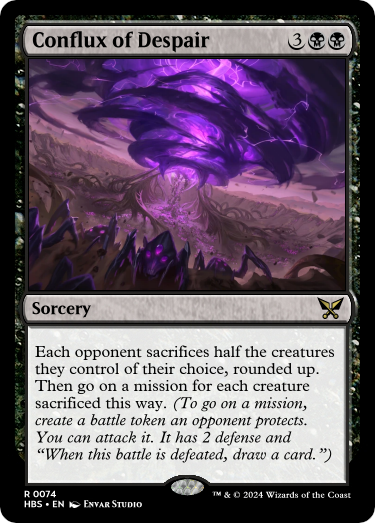 Conflux of Despair 3
Sorcery
Each opponent sacrifices half the creatures
they control of their choice, rounded up.
Then go on a mission for each creature
sacrificed this way. (To go on a mission,
create a battle token an opponent protects.
You can attack it. It has 2 defense and
“When this battle is defeated, draw a card.”)
R 0074
HBS • EN Envar Studio
™ & © 2024 Wizards of the Coast